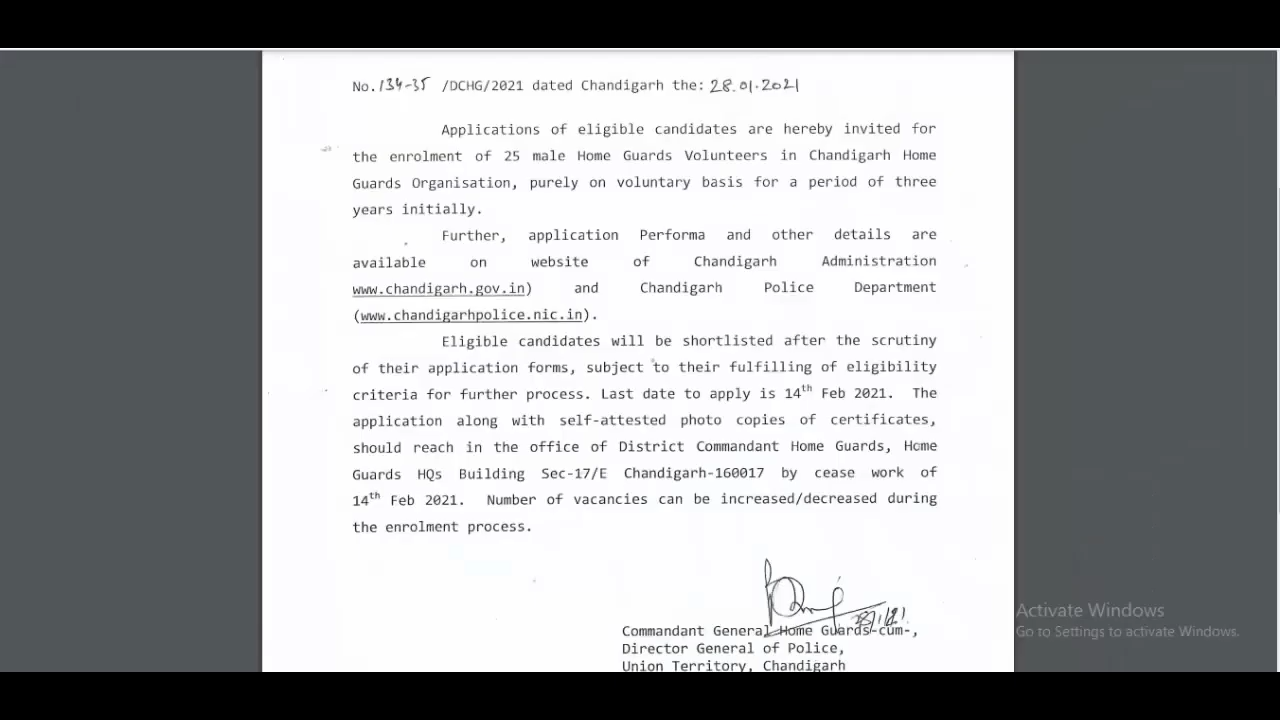 No. 134-35 /DCHG/2021 dated Chandigarh the: 28.01.2021
Applications of eligible candidates are hereby invited for
the enrolment of 25 male Home Guards Volunteers in Chandigarh Home
Guards Organisation, purely on voluntary basis for a period of three
years initially.
Further, application Performa and other details are
available on website of Chandigarh Administration
www.chandigarh.gov.in) and Chandigarh Police Department
(www.chandigarhpolice.nic.in).
Eligible candidates will be shortlisted after the scrutiny
of their application forms, subject to their fulfilling of eligibility
criteria for further process. Last date to apply is 14th Feb 2021. The
application along with self-attested photo copies of certificates,
should reach in the office of District Commandant Home Guards, Home
Guards HQs Building Sec-17/E Chandigarh-160017 by cease work of
14th Feb 2021. Number of vacancies can be increased/decreased during
the enrolment process.
Commandant General Home Guards-cum-,
Director General of Police,
Union Territory, Chandigarh
Activate Windows
Go to Settings to activate Windows.